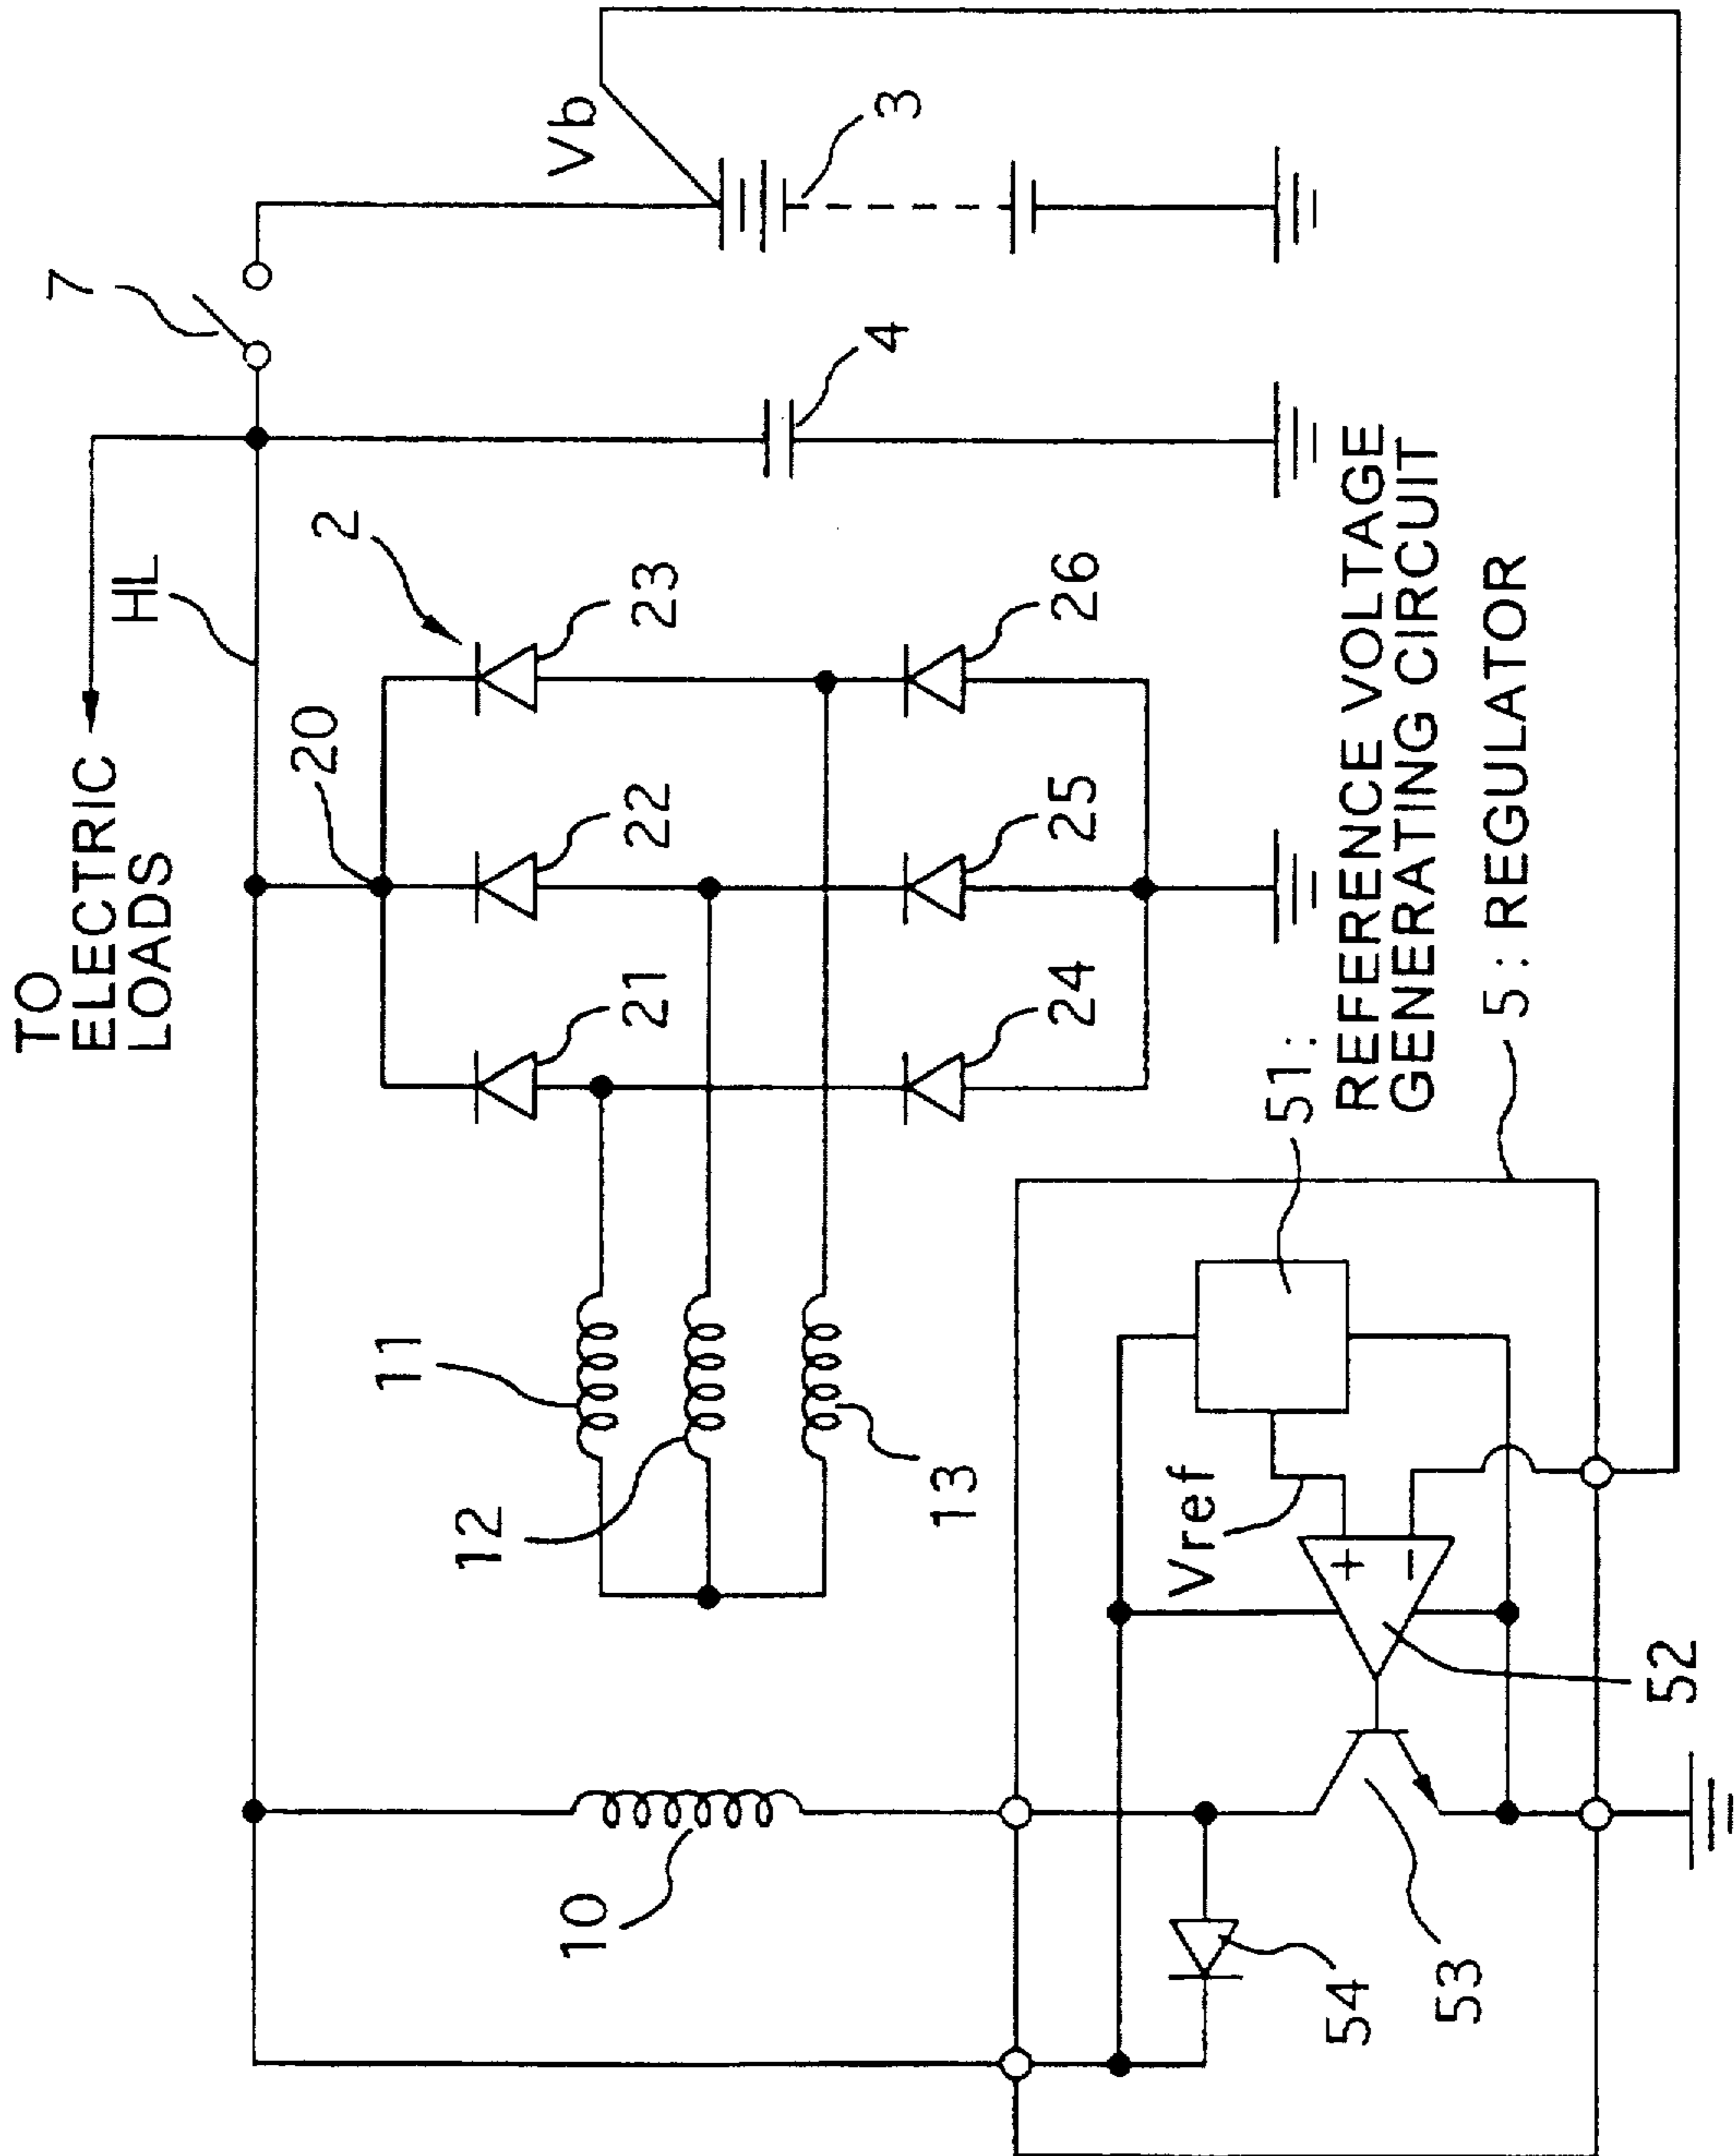 TO
ELECTRIC
LOADS
HL
7
Vb
20
2
3
4
21
22
23
11
12
13
24
25
26
10
51:
REFERENCE VOLTAGE
GENERATING CIRCUIT
5: REGULATOR
Vref
+
−
52
53
54